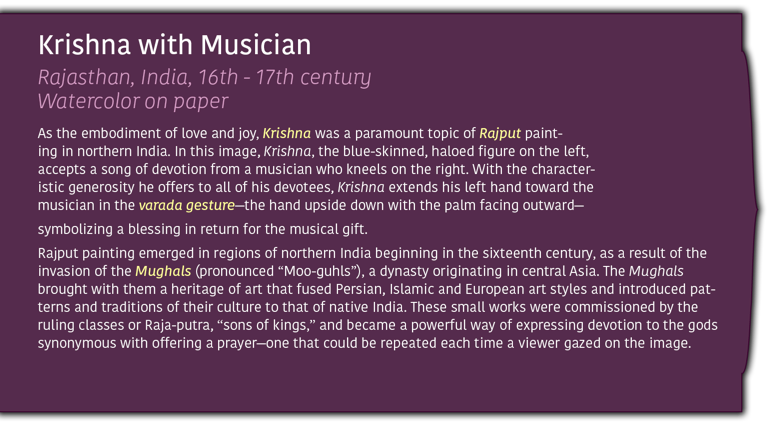 Krishna with Musician
Rajasthan, India, 16th - 17th century
Watercolor on paper
As the embodiment of love and joy, Krishna was a paramount topic of Rajput paint-
ing in northern India. In this image, Krishna, the blue-skinned, haloed figure on the left,
accepts a song of devotion from a musician who kneels on the right. With the character-
istic generosity he offers to all of his devotees, Krishna extends his left hand toward the
musician in the varada gesture—the hand upside down with the palm facing outward—
symbolizing a blessing in return for the musical gift.
Rajput painting emerged in regions of northern India beginning in the sixteenth century, as a result of the
invasion of the Mughals (pronounced “Moo-guhls”), a dynasty originating in central Asia. The Mughals
brought with them a heritage of art that fused Persian, Islamic and European art styles and introduced pat-
terns and traditions of their culture to that of native India. These small works were commissioned by the
ruling classes or Raja-putra, “sons of kings,” and became a powerful way of expressing devotion to the gods
synonymous with offering a prayer—one that could be repeated each time a viewer gazed on the image.